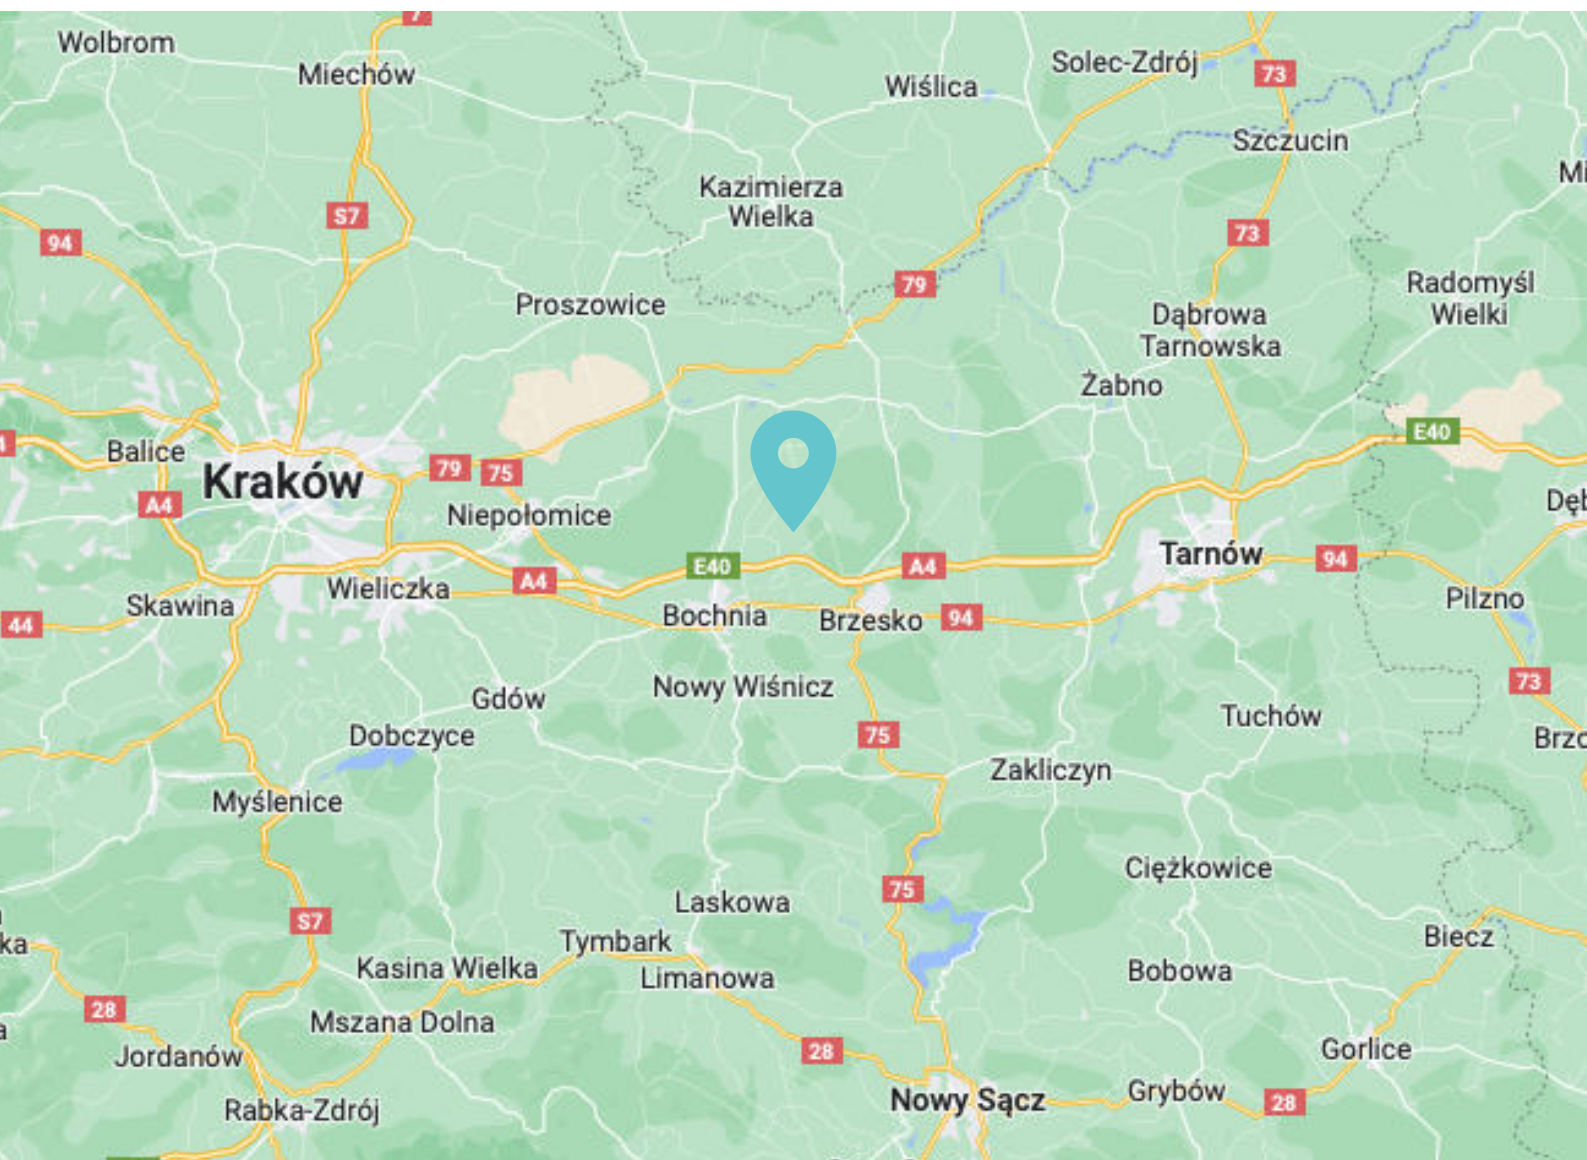 7
Wolbrom
Miechów
Solec-Zdrój
73
Wiślica
Szczucin
Kazimierza
Wielka
S7
94
73
79
Radomyśl
Wielki
Proszowice
Dąbrowa
Tarnowska
Żabno
E40
Balice
Kraków
79
75
A4
Niepołomice
Tarnów
94
E40
A4
A4
Wieliczka
Pilzno
Skawina
44
Bochnia
Brzesko
94
Nowy Wiśnicz
73
Gdów
Tuchów
Dobczyce
75
Zakliczyn
Myślenice
Ciężkowice
75
Laskowa
S7
Tymbark
Biecz
Kasina Wielka
Limanowa
Bobowa
28
Mszana Dolna
Jordanów
28
Gorlice
Rabka-Zdrój
Nowy Sącz
Grybów
28